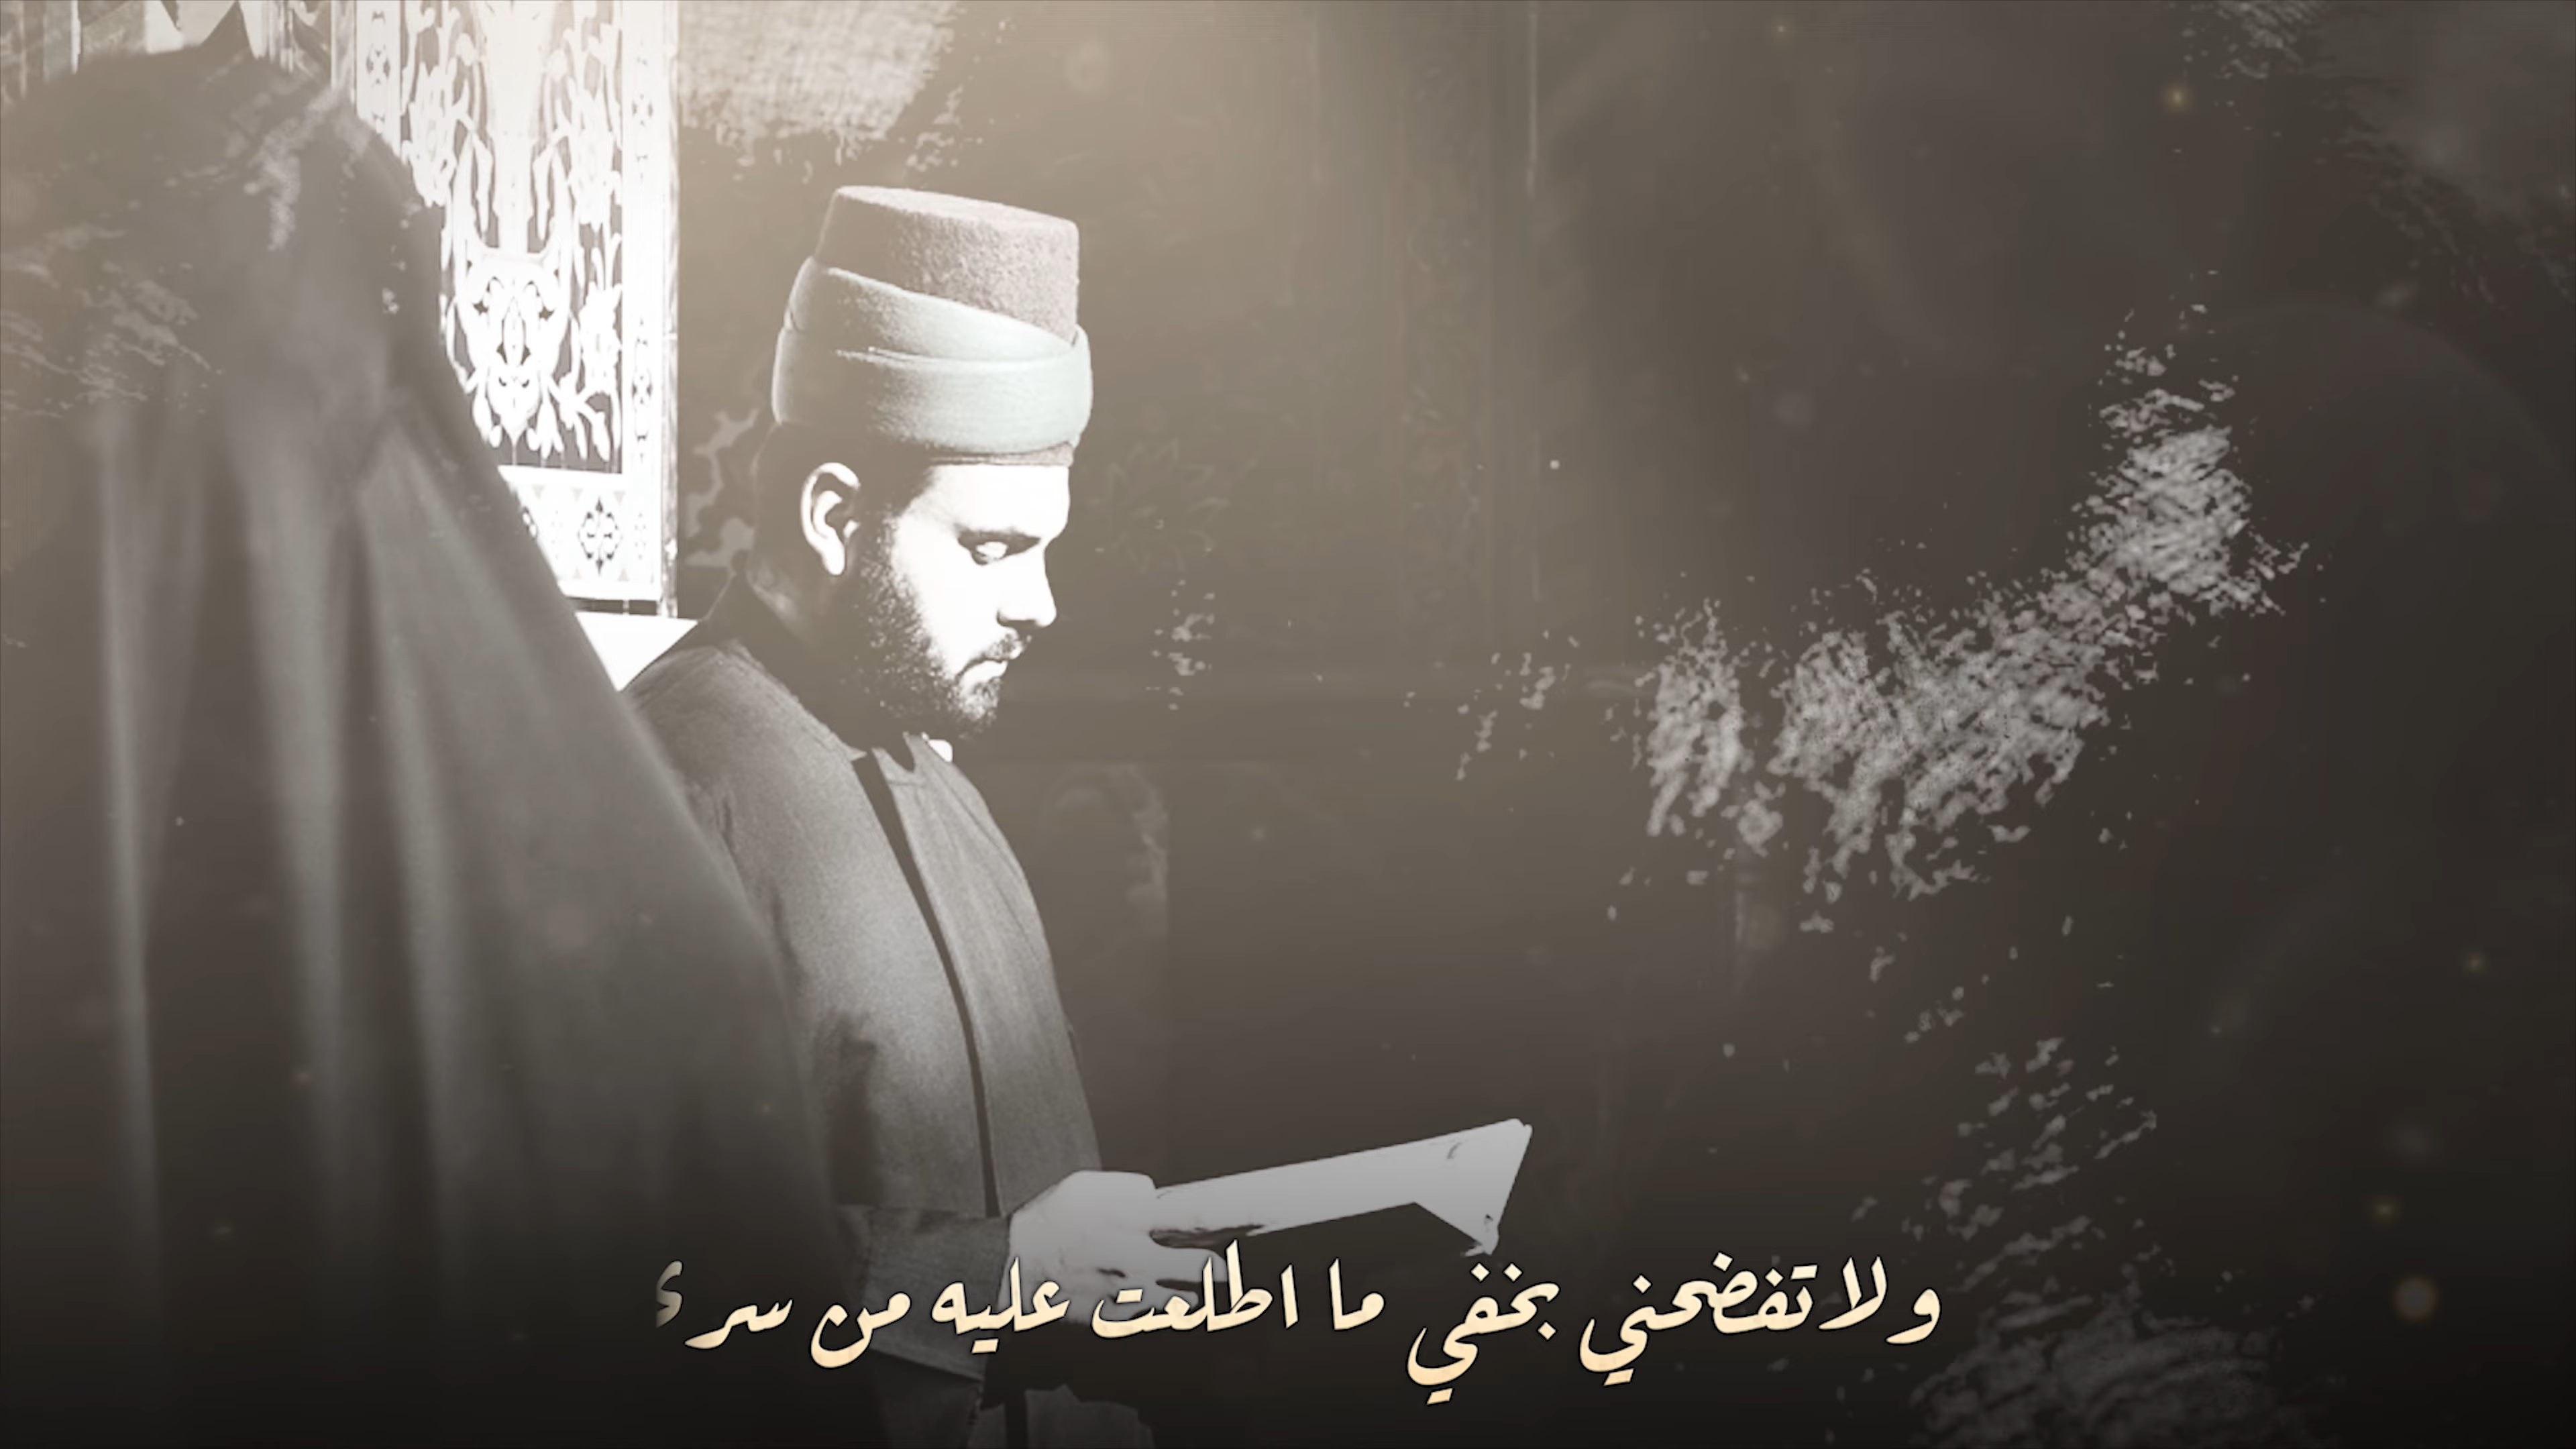 ولا تفضحني بخفي ما اطلعت عليه من سر